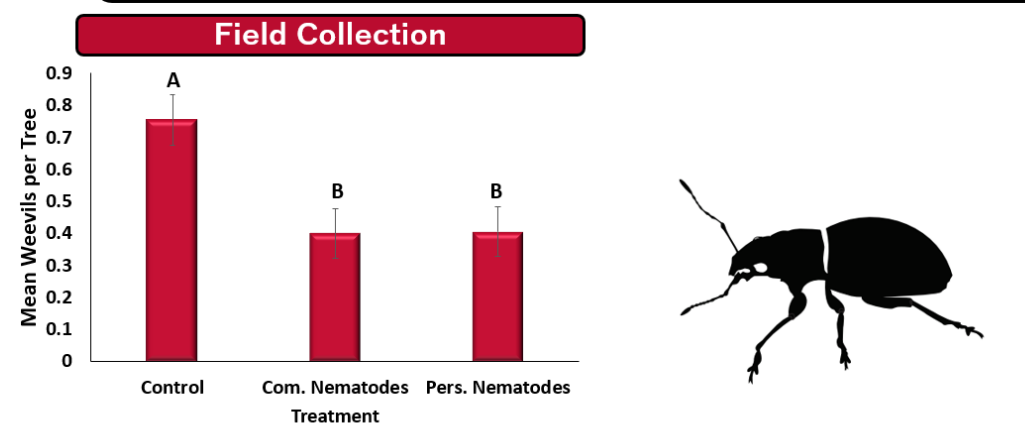 Field Collection
Mean Weevils per Tree
0.9
0.8
0.7
0.6
0.5
0.4
0.3
0.2
0.1
0
A
B
B
Control
Com. Nematodes
Pers. Nematodes
Treatment